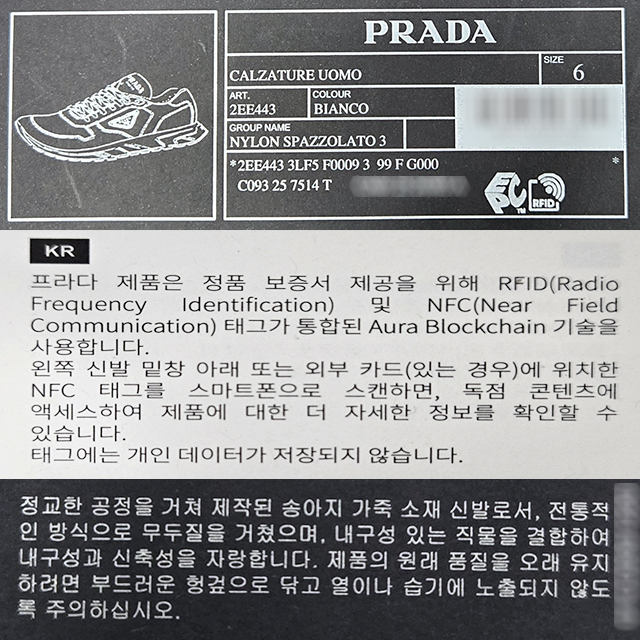 PRADA
CALZATURE UOMO
SIZE
6
ART.
2EE443
COLOUR
BIANCO
GROUP NAME
NYLON SPAZZOLATO 3
*2EE443 3LF5 F0009 3 99 F G000 *
C093 25 7514 T
EPC™ RFID
KR
프라다 제품은 정품 보증서 제공을 위해 RFID(Radio
Frequency Identification) 및 NFC(Near Field
Communication) 태그가 통합된 Aura Blockchain 기술을
사용합니다.
왼쪽 신발 밑창 아래 또는 외부 카드(있는 경우)에 위치한
NFC 태그를 스마트폰으로 스캔하면, 독점 콘텐츠에
액세스하여 제품에 대한 더 자세한 정보를 확인할 수
있습니다.
태그에는 개인 데이터가 저장되지 않습니다.
정교한 공정을 거쳐 제작된 송아지 가죽 소재 신발로서, 전통적
인 방식으로 무두질을 거쳤으며, 내구성 있는 직물을 결합하여
내구성과 신축성을 자랑합니다. 제품의 원래 품질을 오래 유지
하려면 부드러운 헝겊으로 닦고 열이나 습기에 노출되지 않도
록 주의하십시오.